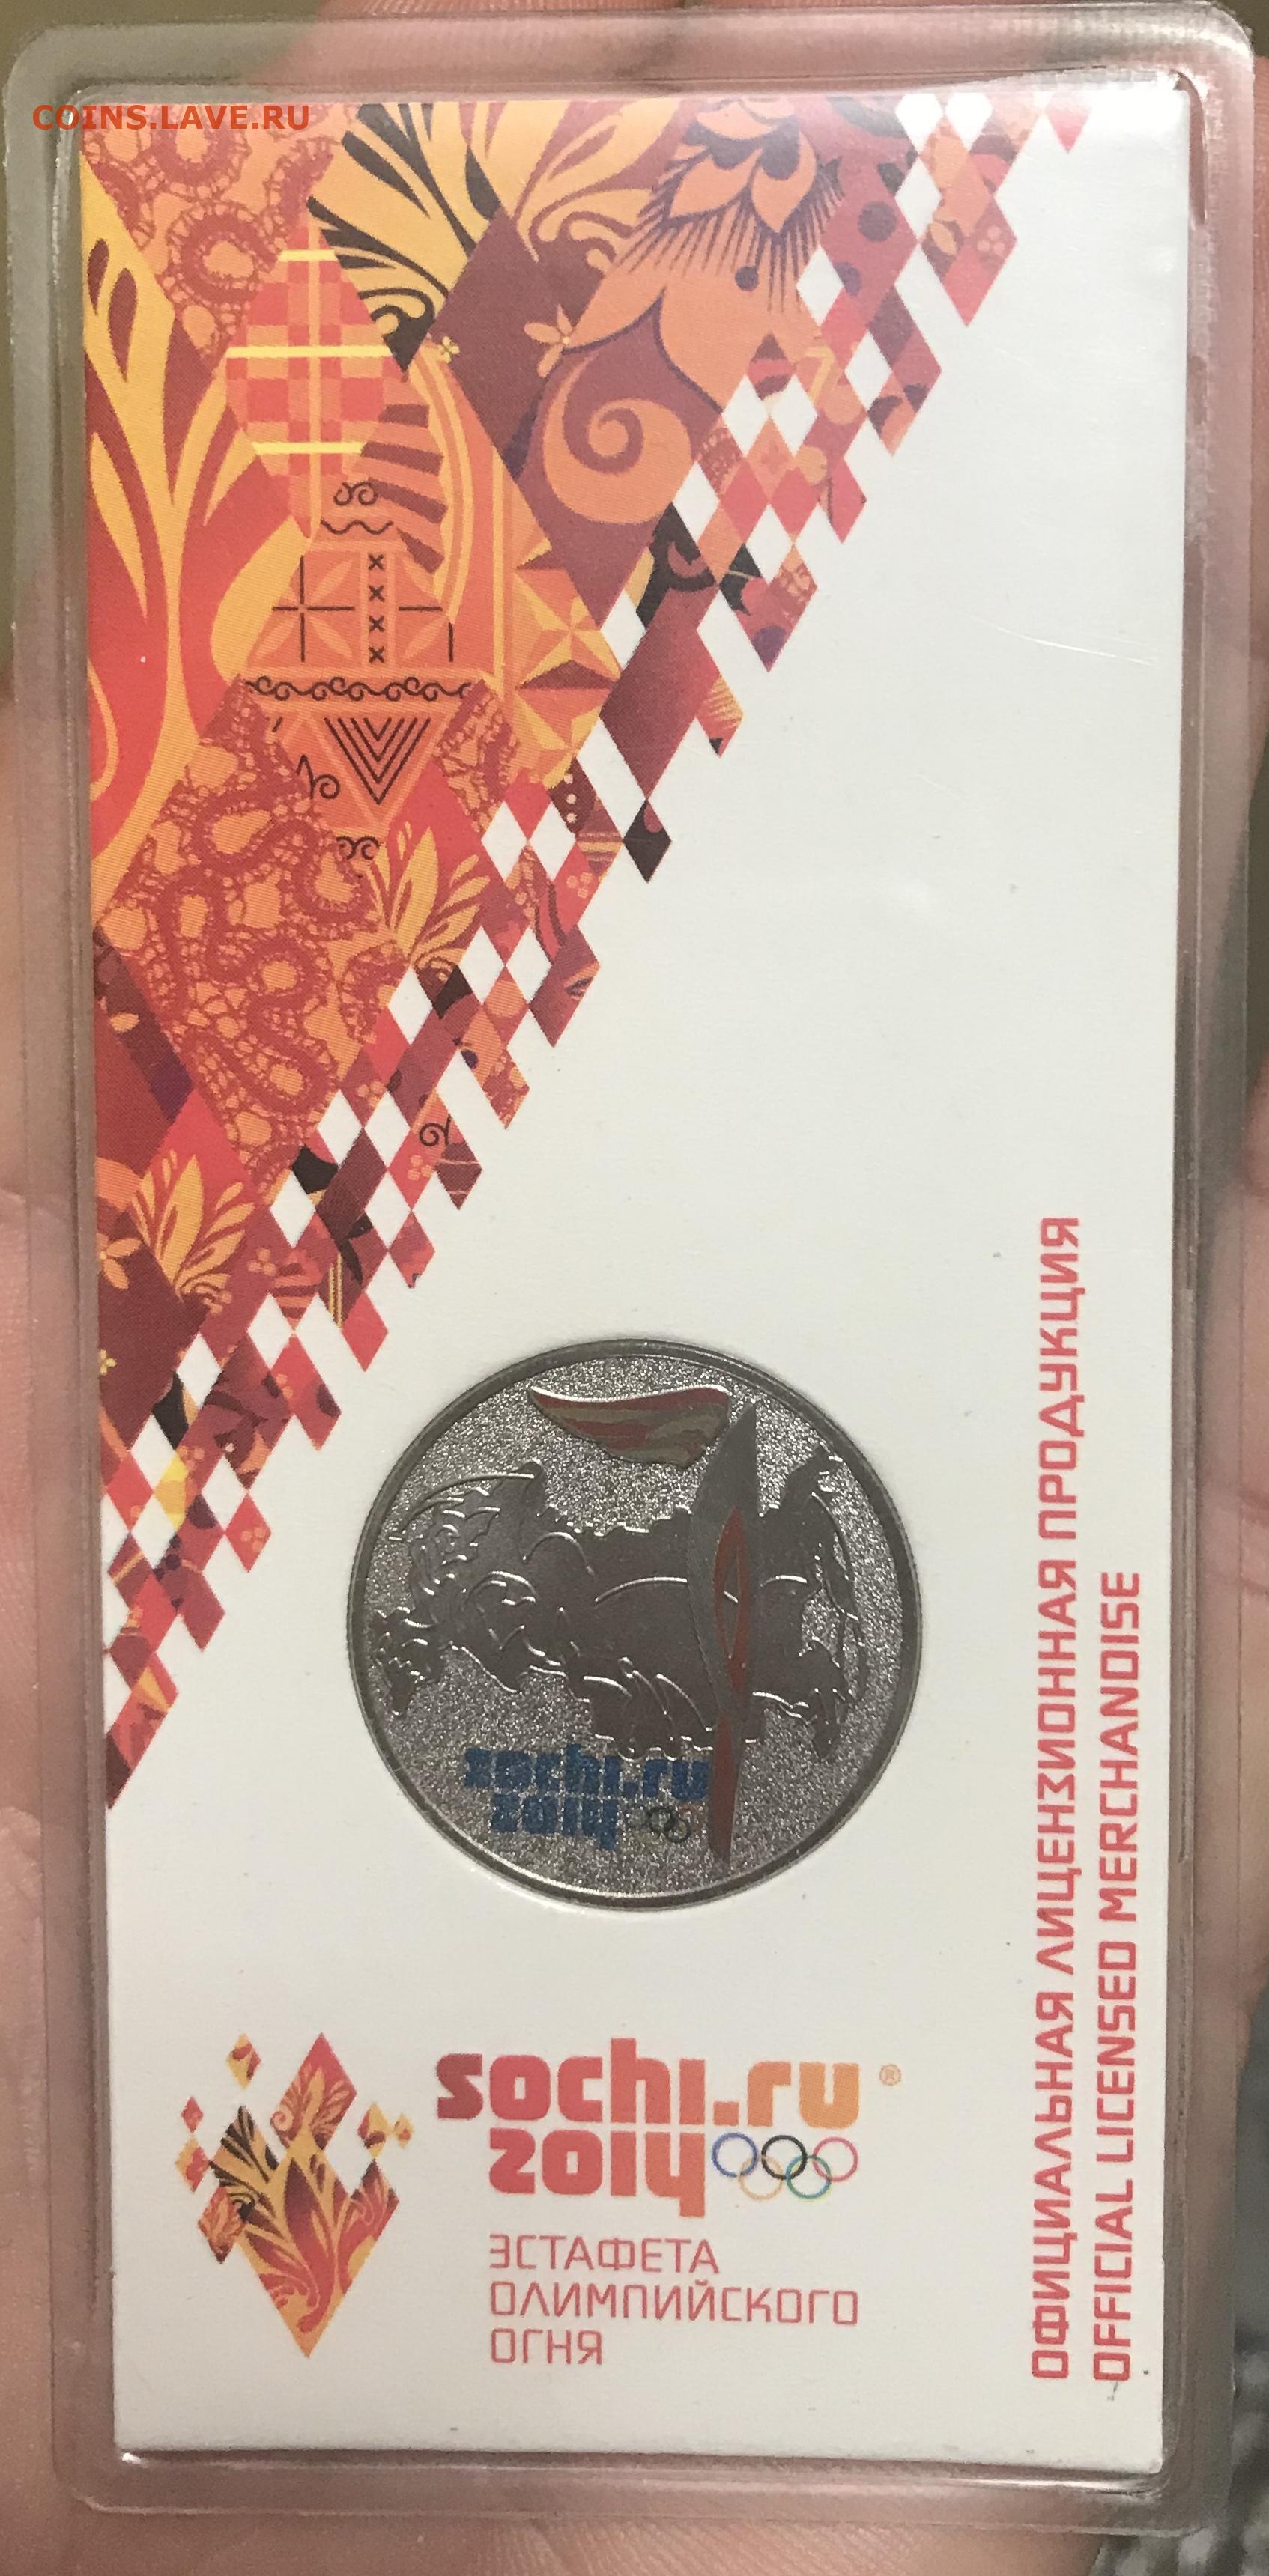 COINS.LAVE.RU
ОФИЦИАЛЬНАЯ ЛИЦЕНЗИОННАЯ ПРОДУКЦИЯ
OFFICIAL LICENSED MERCHANDISE
sochi.ru
2014
sochi.ru ®
2014
ЭСТАФЕТА
ОЛИМПИЙСКОГО
ОГНЯ